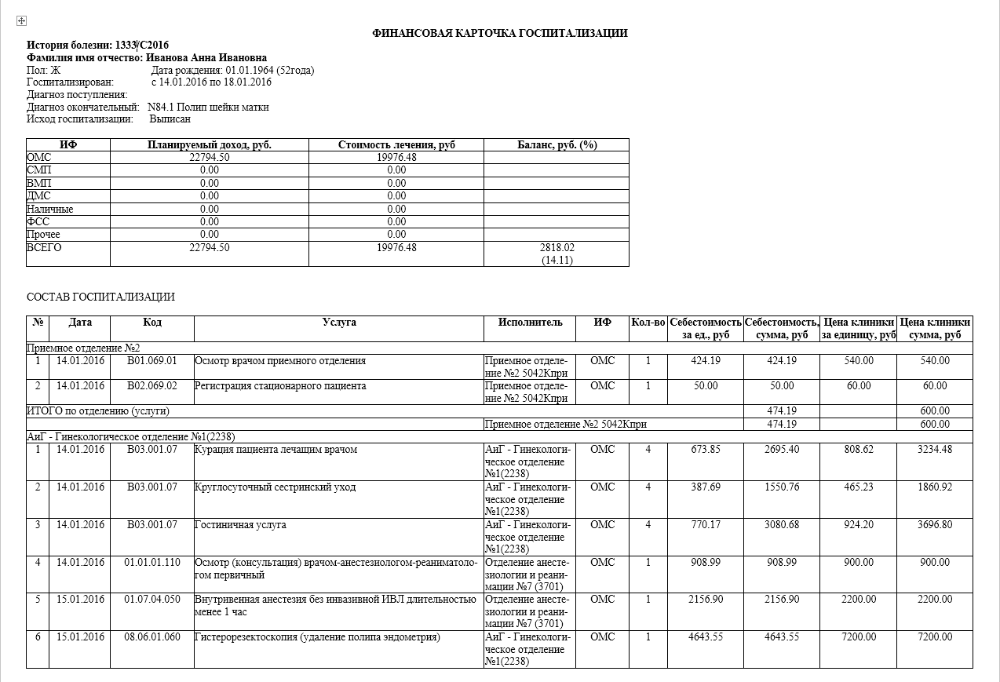 ФИНАНСОВАЯ КАРТОЧКА ГОСПИТАЛИЗАЦИИ
История болезни: 1333/С2016
Фамилия имя отчество: Иванова Анна Ивановна
Пол: Ж Дата рождения: 01.01.1964 (52года)
Госпитализирован: с 14.01.2016 по 18.01.2016
Диагноз поступления:
Диагноз окончательный: N84.1 Полип шейки матки
Исход госпитализации: Выписан
ИФ Планируемый доход, руб. Стоимость лечения, руб Баланс, руб. (%)
ОМС 22794.50 19976.48
СМП 0.00 0.00
ВМП 0.00 0.00
ДМС 0.00 0.00
Наличные 0.00 0.00
ФСС 0.00 0.00
Прочее 0.00 0.00
ВСЕГО 22794.50 19976.48 2818.02
(14.11)
СОСТАВ ГОСПИТАЛИЗАЦИИ
№ Дата Код Услуга Исполнитель ИФ Кол-во Себестоимость Себестоимость, Цена клиники Цена клиники
за ед., руб сумма, руб за единицу, руб сумма, руб
Приемное отделение №2
1 14.01.2016 B01.069.01 Осмотр врачом приемного отделения Приемное отделе- ОМС 1 424.19 424.19 540.00 540.00
ние №2 5042Кпри
2 14.01.2016 B02.069.02 Регистрация стационарного пациента Приемное отделе- ОМС 1 50.00 50.00 60.00 60.00
ние №2 5042Кпри
ИТОГО по отделению (услуги) 474.19 600.00
Приемное отделение №2 5042Кпри 474.19 600.00
АиГ - Гинекологическое отделение №1(2238)
1 14.01.2016 B03.001.07 Курация пациента лечащим врачом АиГ - Гинекологи- ОМС 4 673.85 2695.40 808.62 3234.48
ческое отделение
№1(2238)
2 14.01.2016 B03.001.07 Круглосуточный сестринский уход АиГ - Гинекологи- ОМС 4 387.69 1550.76 465.23 1860.92
ческое отделение
№1(2238)
3 14.01.2016 B03.001.07 Гостиничная услуга АиГ - Гинекологи- ОМС 4 770.17 3080.68 924.20 3696.80
ческое отделение
№1(2238)
4 14.01.2016 01.01.01.110 Осмотр (консультация) врачом-анестезиологом-реаниматоло- Отделение анесте- ОМС 1 908.99 908.99 900.00 900.00
гом первичный зиологии и реани-
мации №7 (3701)
5 15.01.2016 01.07.04.050 Внутривенная анестезия без инвазивной ИВЛ длительностью Отделение анесте- ОМС 1 2156.90 2156.90 2200.00 2200.00
менее 1 час зиологии и реани-
мации №7 (3701)
6 15.01.2016 08.06.01.060 Гистерорезектоскопия (удаление полипа эндометрия) АиГ - Гинекологи- ОМС 1 4643.55 4643.55 7200.00 7200.00
ческое отделение
№1(2238)